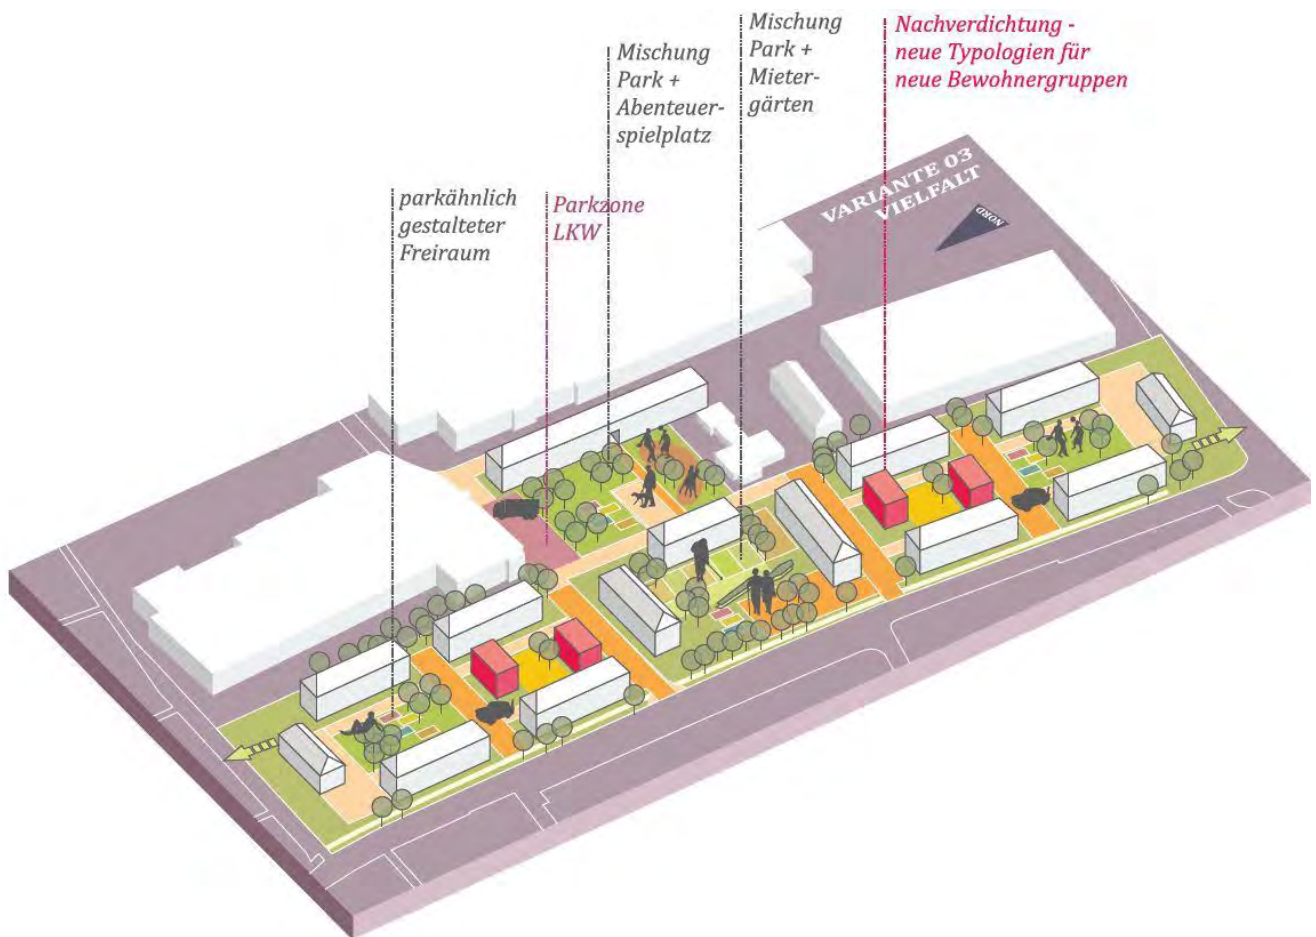 parkähnlich
gestalteter
Freiraum
Parkzone
LKW
Mischung
Park +
Abenteuer-
spielplatz
Mischung
Park +
Mieter-
gärten
Nachverdichtung -
neue Typologien für
neue Bewohnergruppen
VARIANTE 03
VIELFALT
NORD